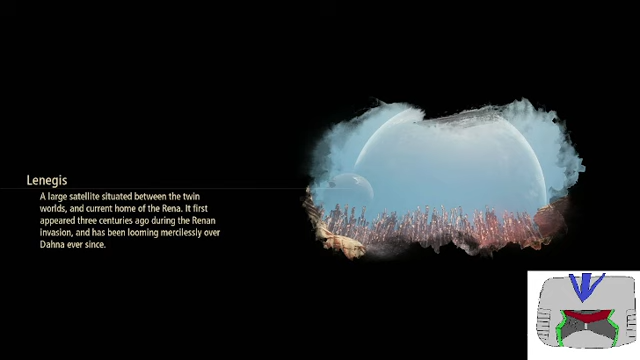 Lenegis
A large satellite situated between the twin
worlds, and current home of the Rena. It first
appeared three centuries ago during the Renan
invasion, and has been looming mercilessly over
Dahna ever since.